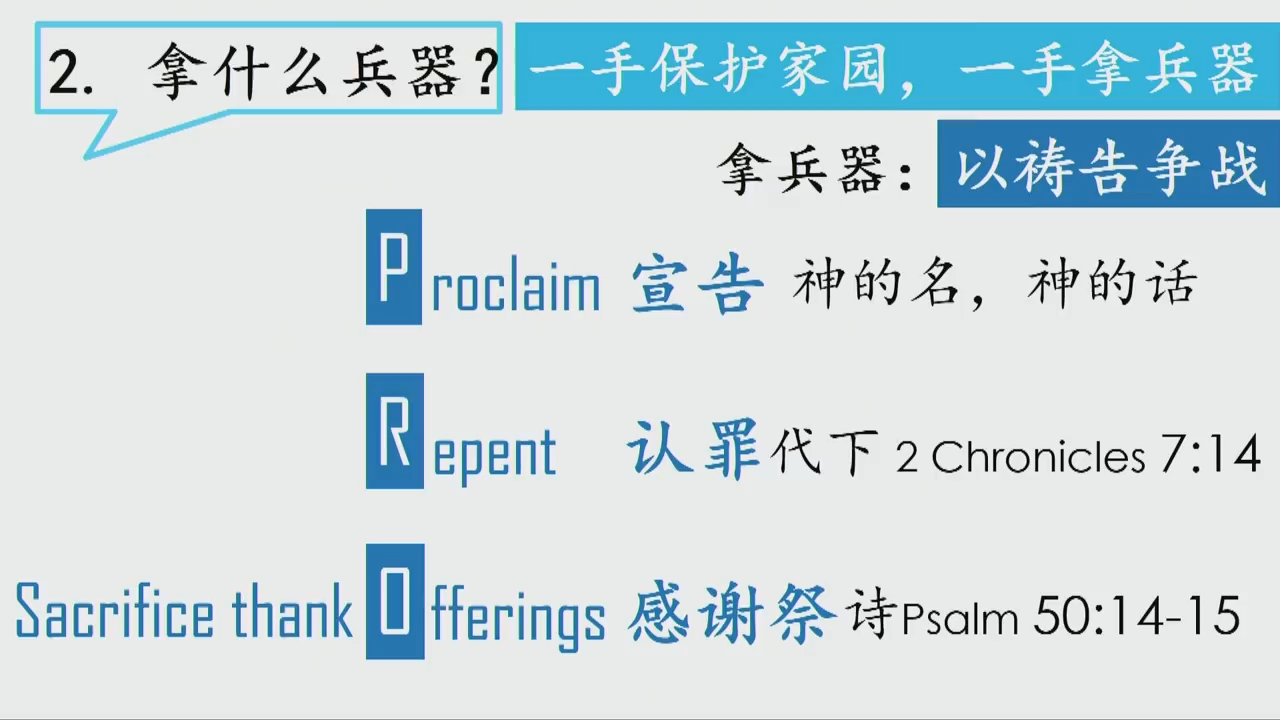 2. 拿什么兵器？ 一手保护家园，一手拿兵器
拿兵器：以祷告争战
Proclaim 宣告 神的名，神的话
Repent 认罪代下 2 Chronicles 7:14
Sacrifice thank Offerings 感谢祭诗Psalm 50:14-15